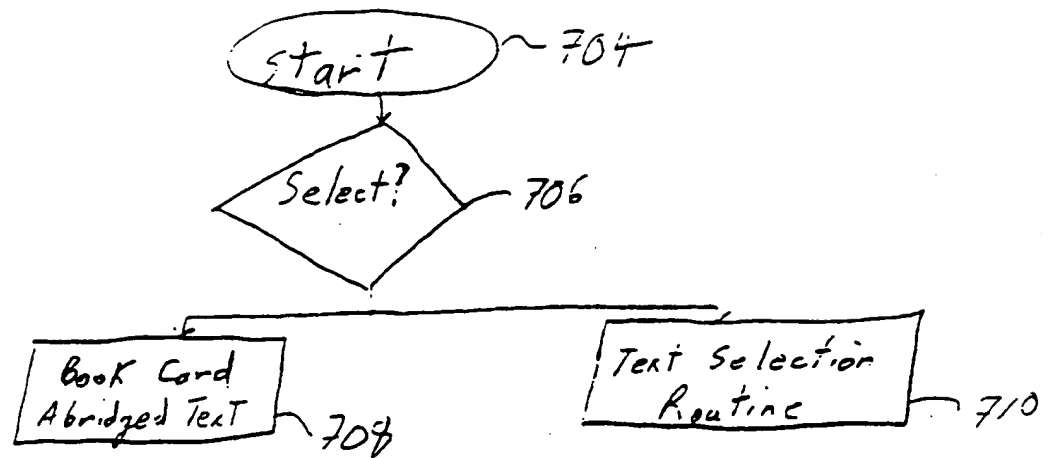 Start
704
Select?
706
Book Card
Abridged Text
708
Text Selection
Routine
710